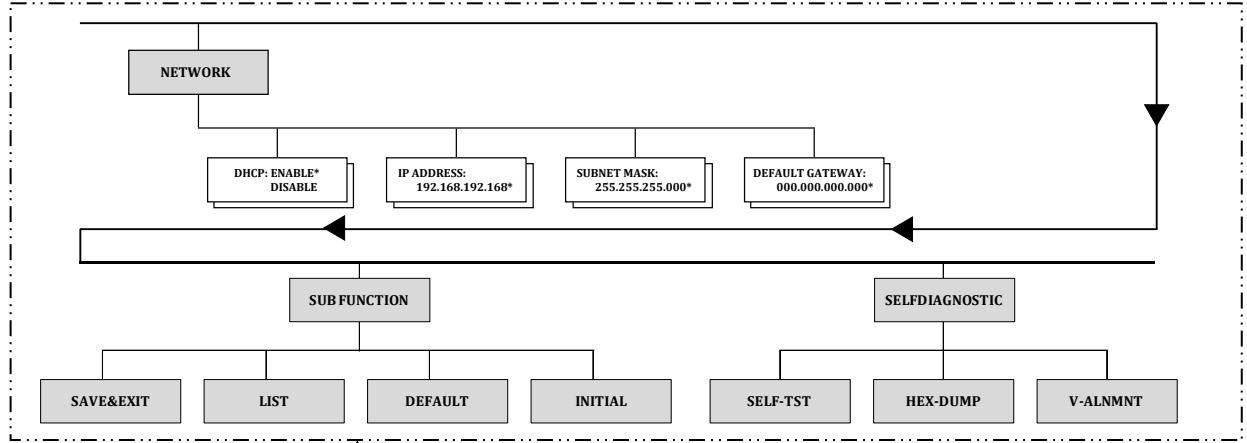 NETWORK
DHCP: ENABLE*
DISABLE
IP ADDRESS:
192.168.192.168*
SUBNET MASK:
255.255.255.000*
DEFAULT GATEWAY:
000.000.000.000*
SUB FUNCTION
SELFDIAGNOSTIC
SAVE&EXIT
LIST
DEFAULT
INITIAL
SELF-TST
HEX-DUMP
V-ALNMNT